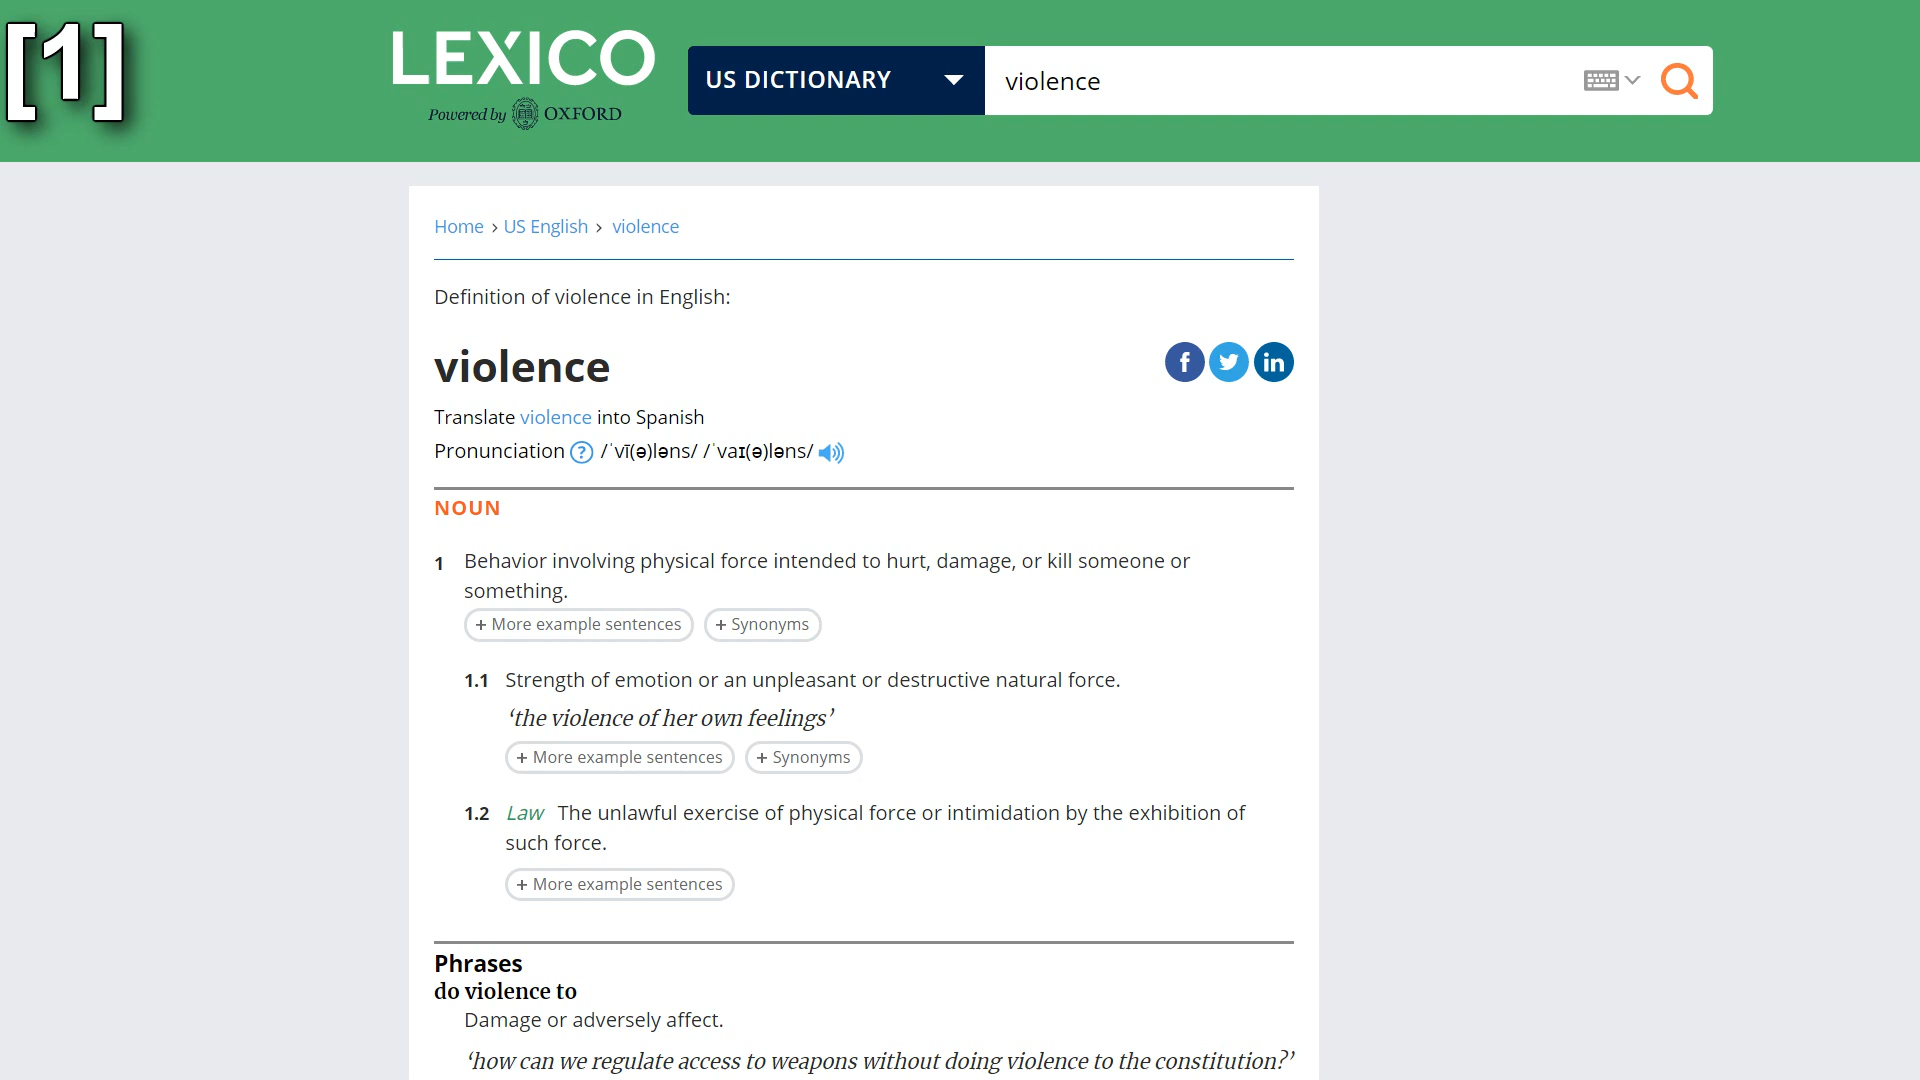 [1]
LEXICO
Powered by OXFORD
US DICTIONARY
violence
Home › US English › violence
Definition of violence in English:
violence
Translate violence into Spanish
Pronunciation ? /ˈvī(ə)ləns/ /ˈvaɪ(ə)ləns/
NOUN
1 Behavior involving physical force intended to hurt, damage, or kill someone or
something.
+ More example sentences + Synonyms
1.1 Strength of emotion or an unpleasant or destructive natural force.
‘the violence of her own feelings’
+ More example sentences + Synonyms
1.2 Law The unlawful exercise of physical force or intimidation by the exhibition of
such force.
+ More example sentences
Phrases
do violence to
Damage or adversely affect.
‘how can we regulate access to weapons without doing violence to the constitution?’